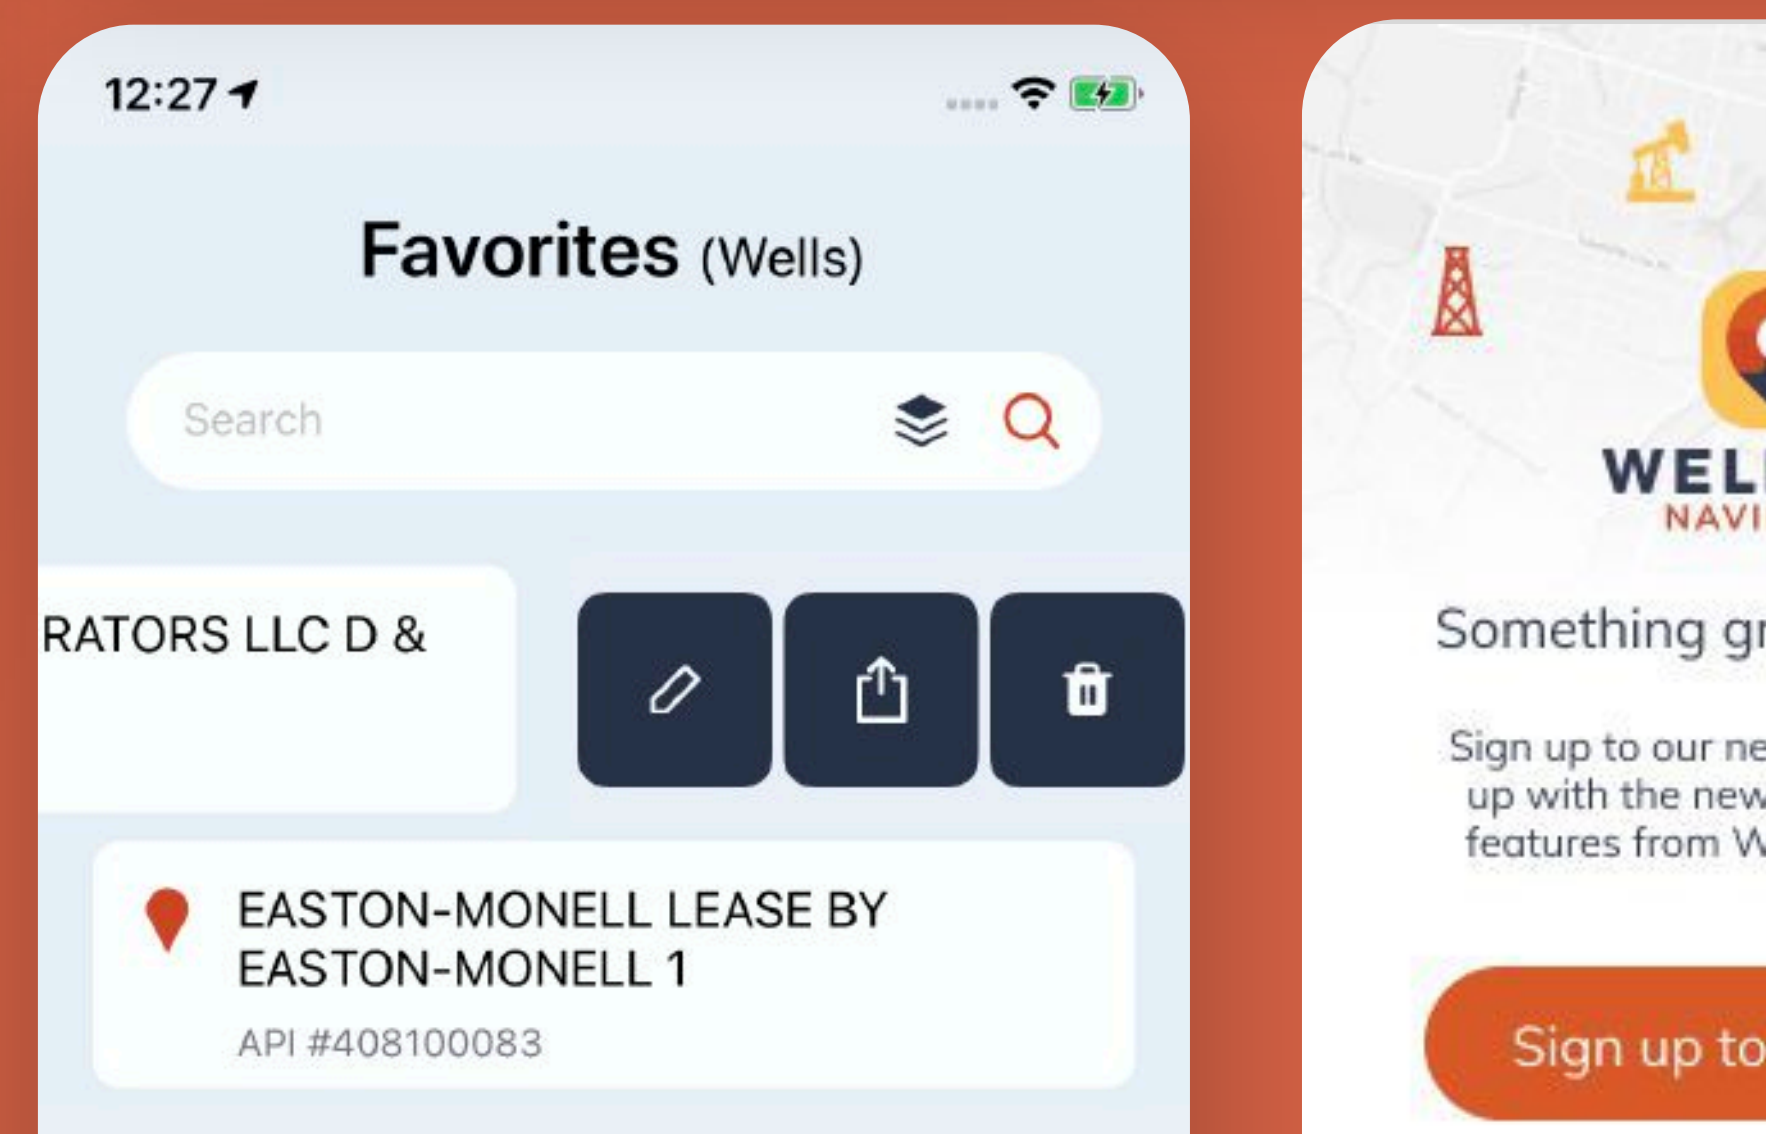 12:27
Favorites (Wells)
Search
RATORS LLC D &
EASTON-MONELL LEASE BY
EASTON-MONELL 1
API #408100083
WELL
NAVI
Something gr
Sign up to our ne
up with the new
features from W
Sign up to